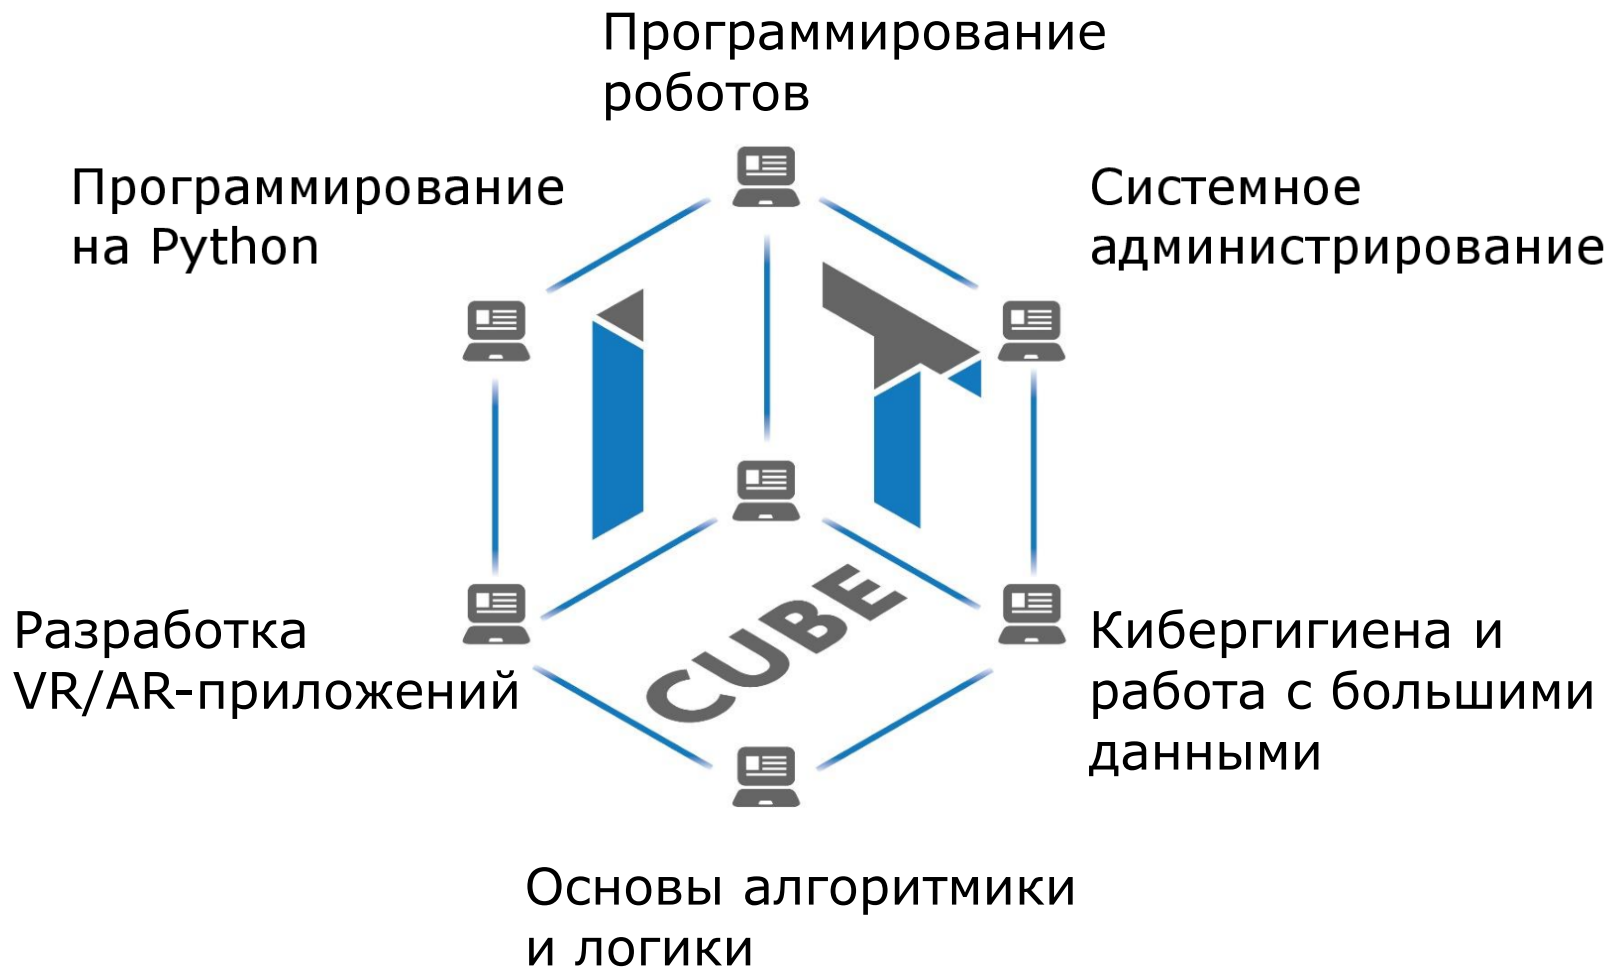 Программирование
роботов
Программирование
на Python
Системное
администрирование
IT
CUBE
Разработка
VR/AR-приложений
Кибергигиена и
работа с большими
данными
Основы алгоритмики
и логики